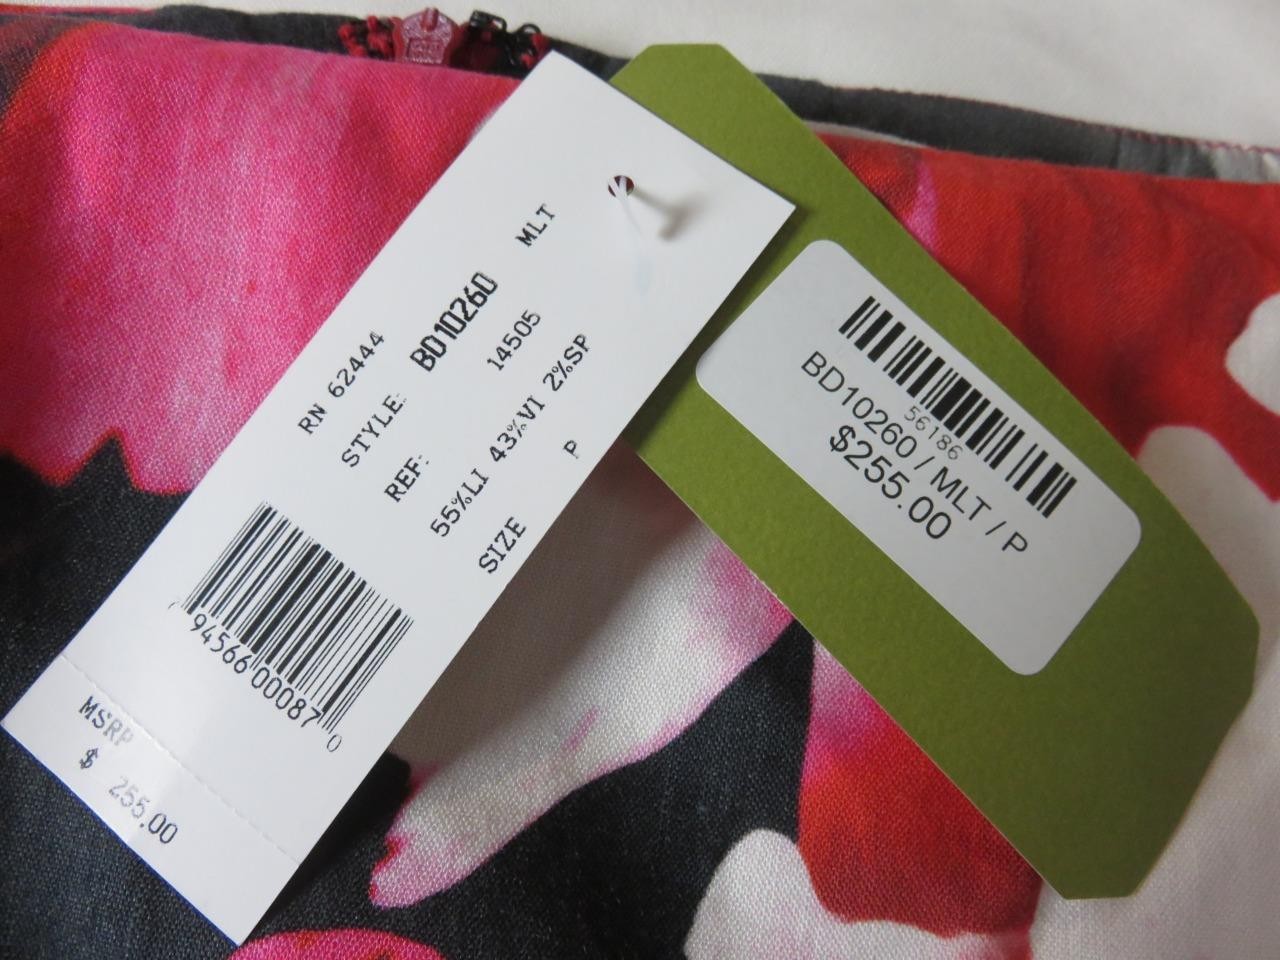 MLT
RN 62444
STYLE: BD10260
REF: 14505
55%LI 43%VI 2%SP
SIZE P
7 94566 00087 0
MSRP
$ 255.00
56186
BD10260 / MLT / P
$255.00